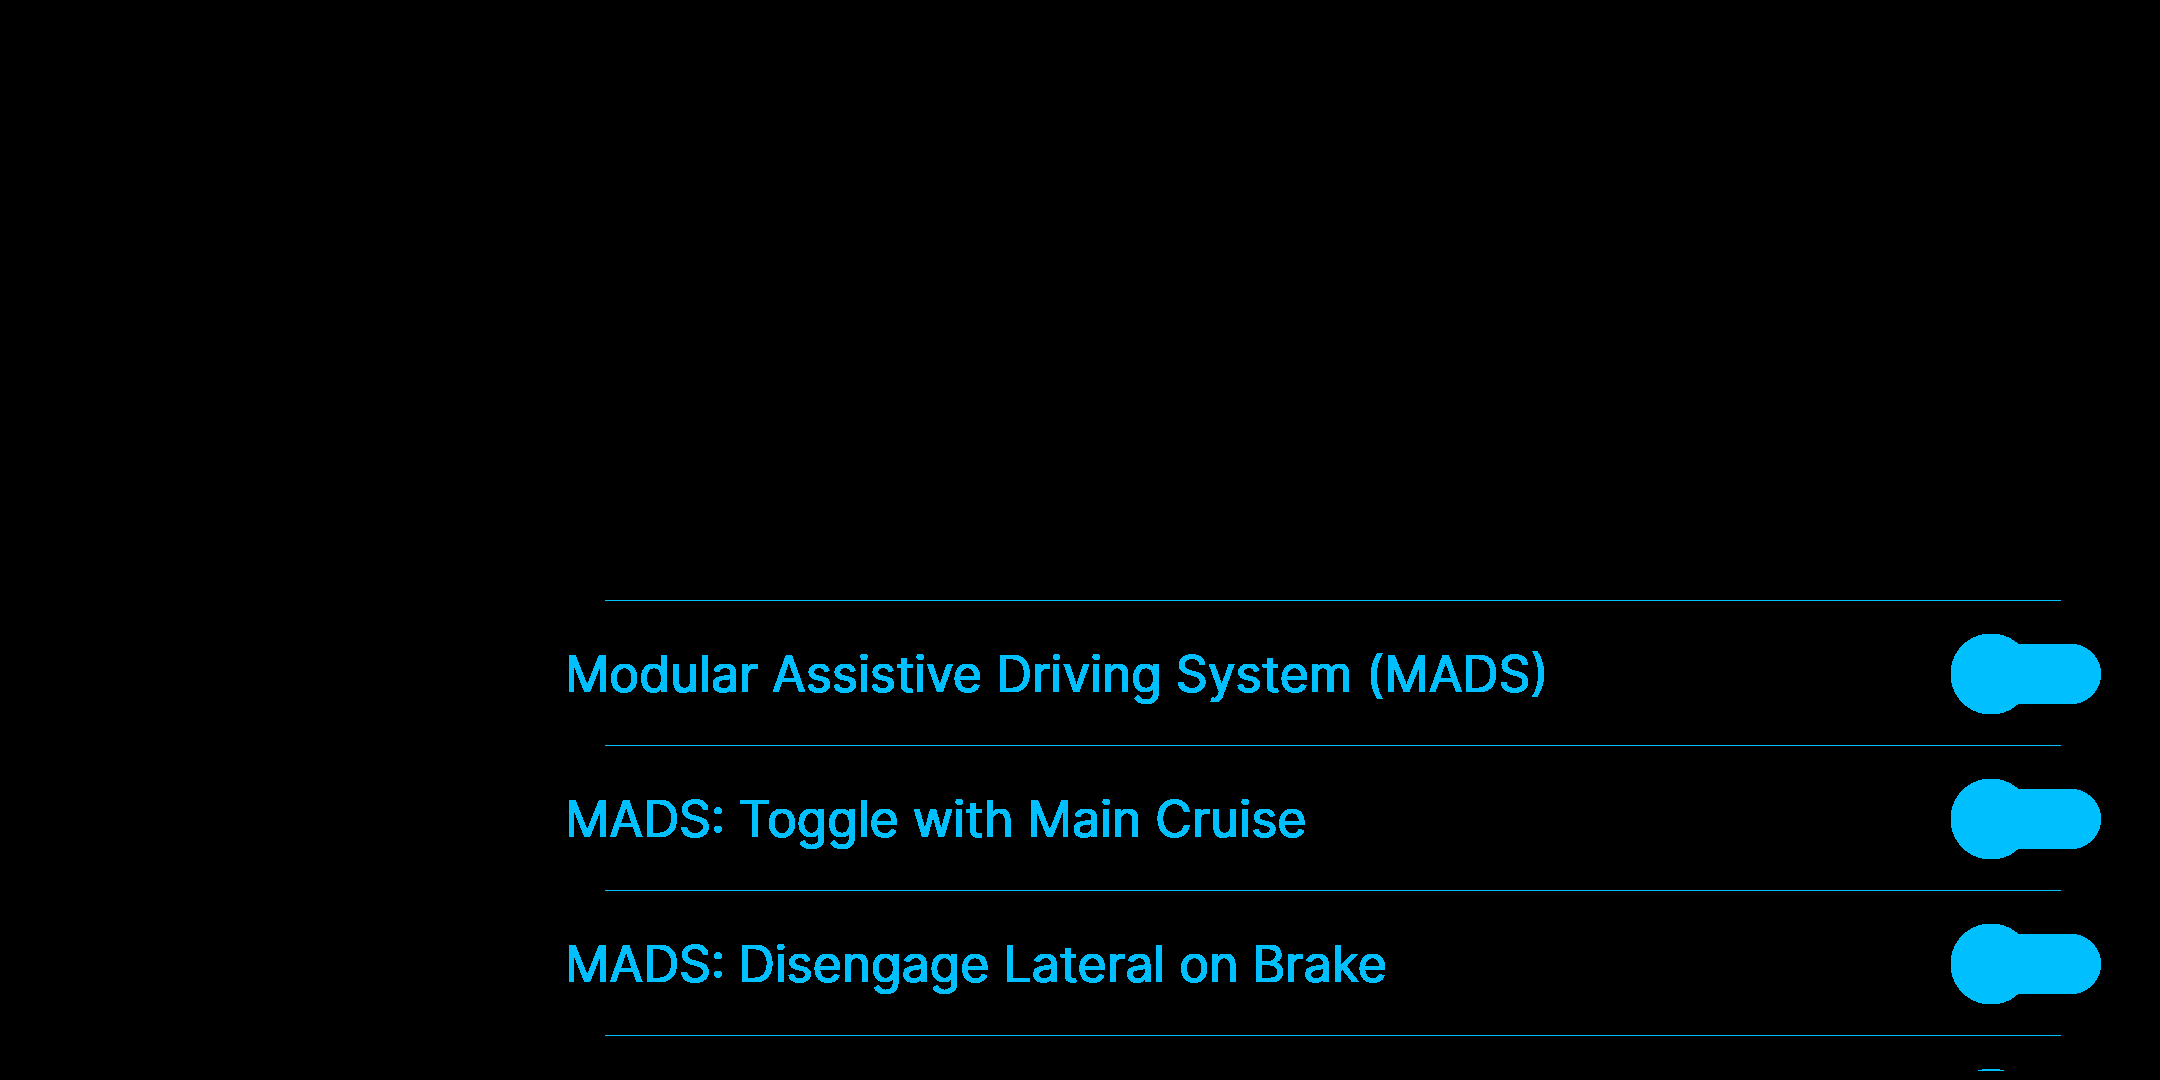 Modular Assistive Driving System (MADS)
MADS: Toggle with Main Cruise
MADS: Disengage Lateral on Brake